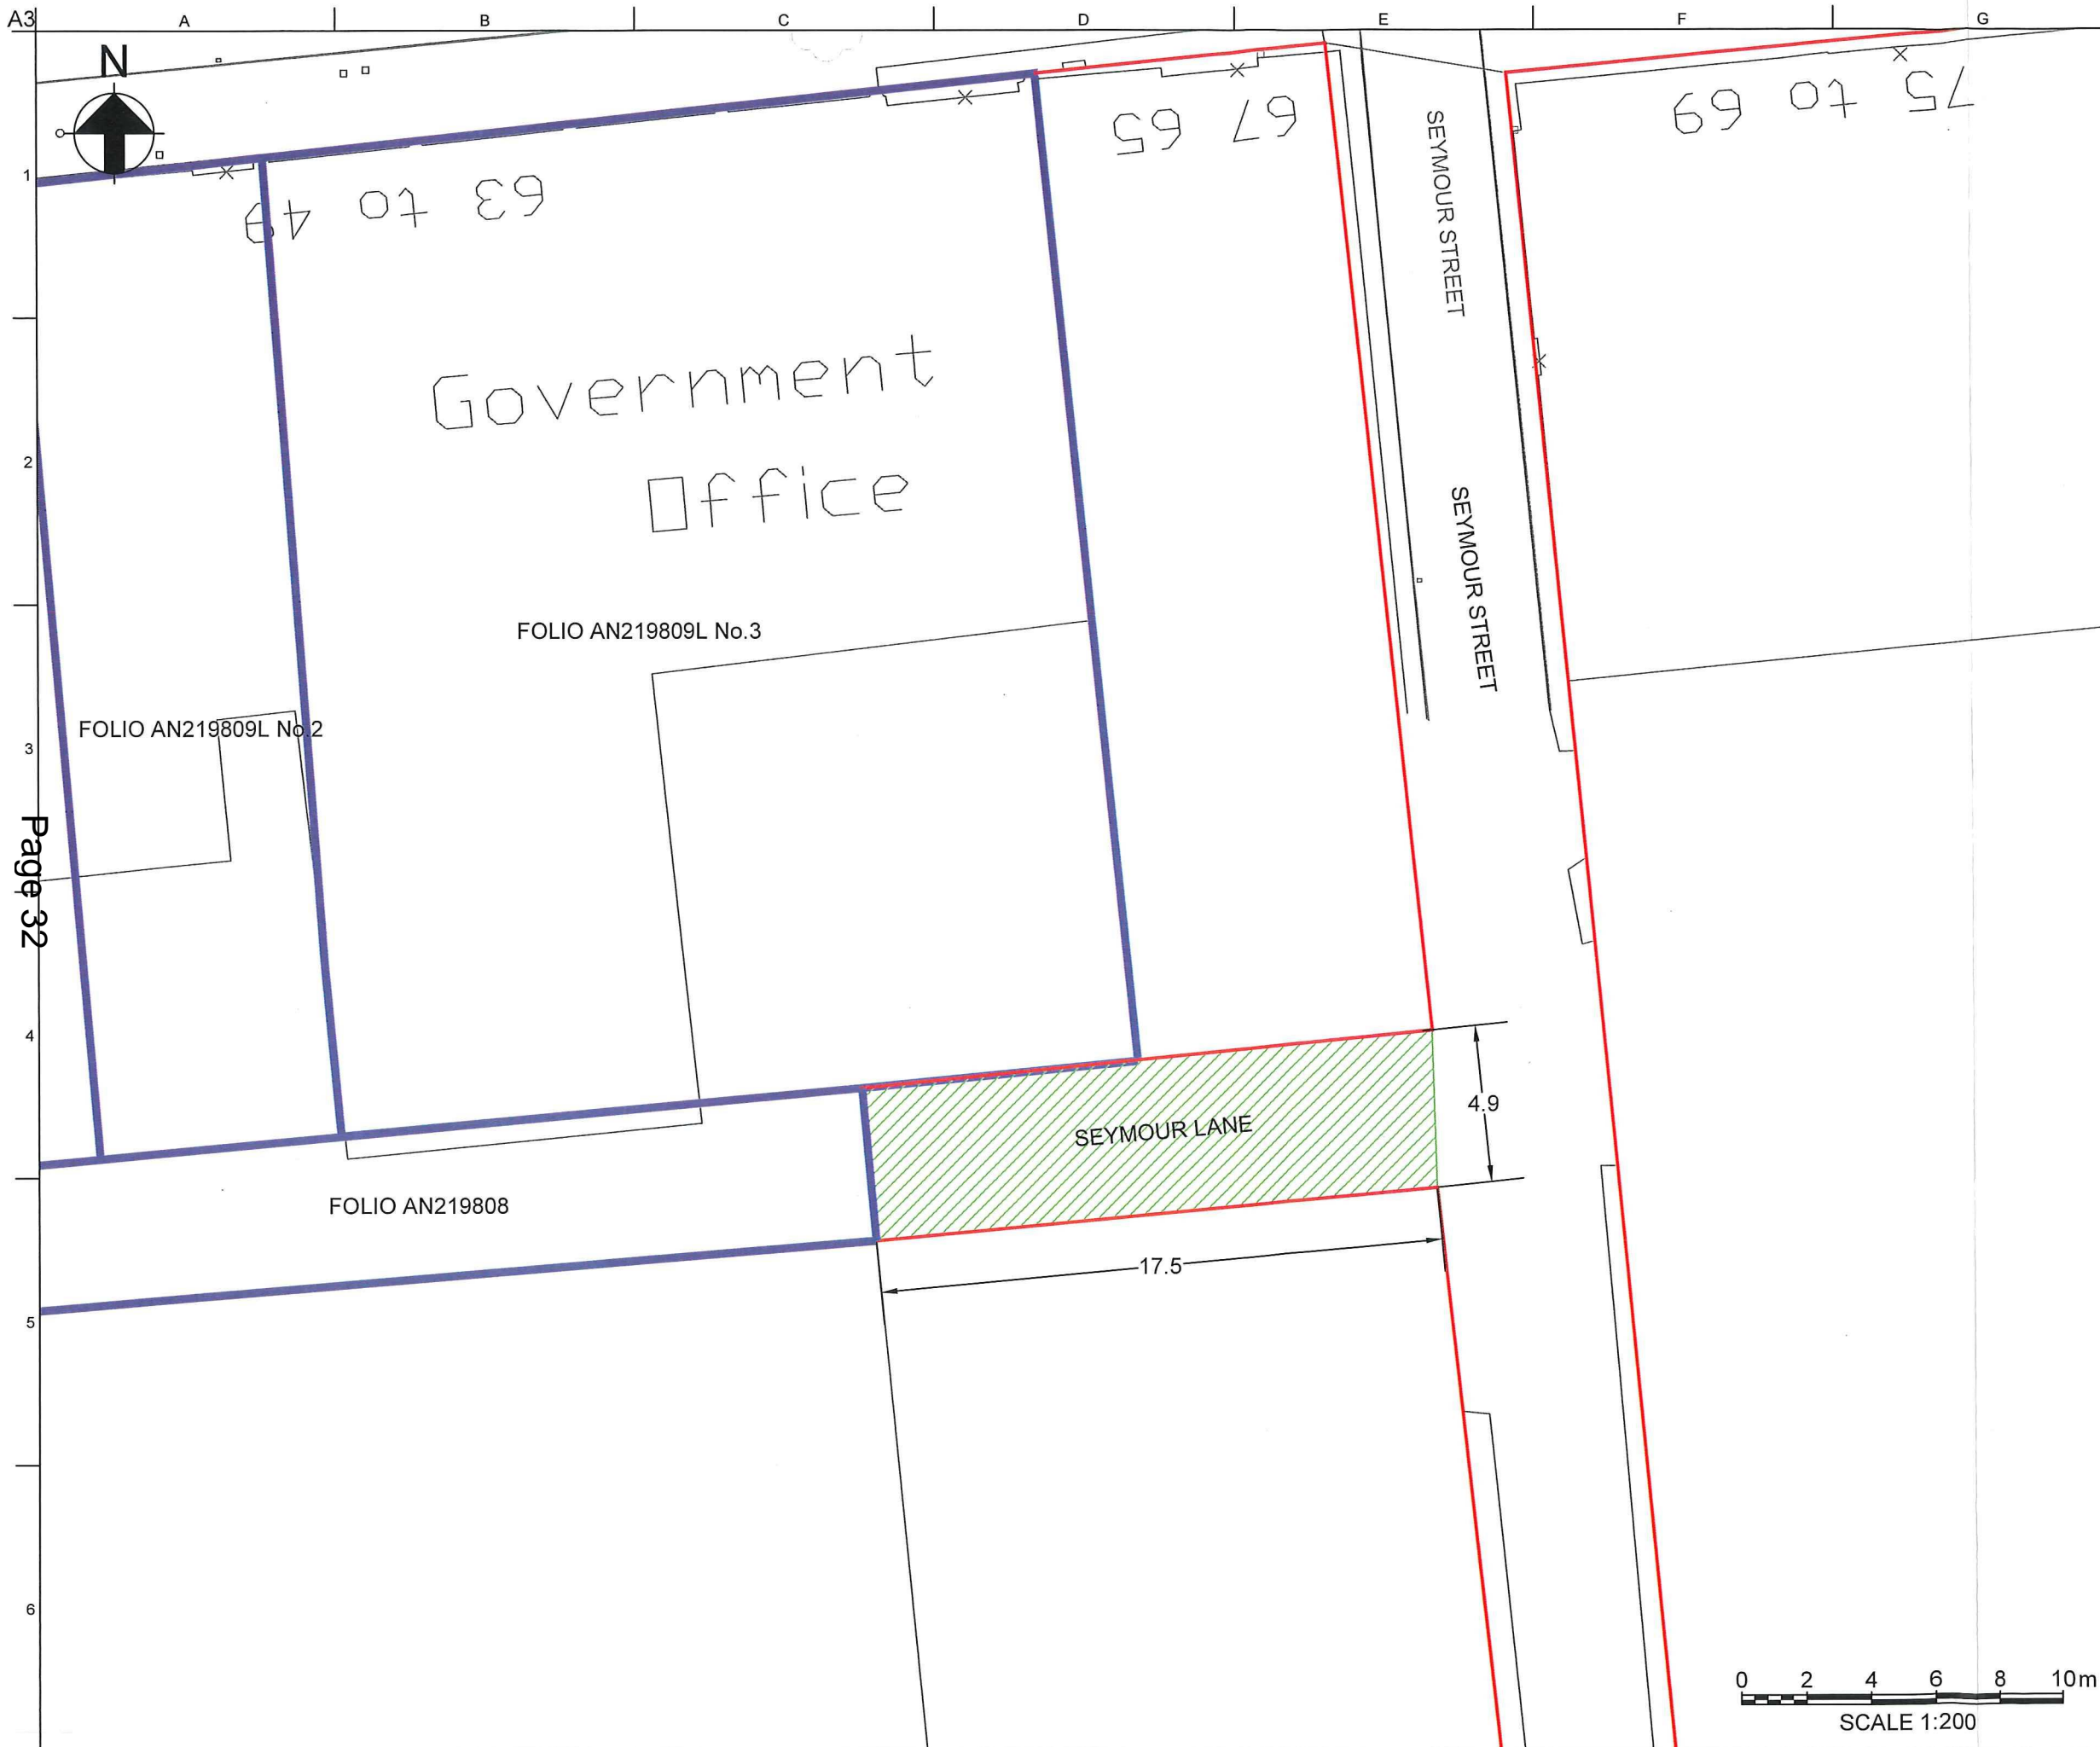 A3 A B C D E F G
N
1
2
3
4
5
6
Page 32
63 to 49
65 67
75 to 69
SEYMOUR STREET
SEYMOUR STREET
Government
Office
FOLIO AN219809L No.3
FOLIO AN219809L No.2
4.9
SEYMOUR LANE
FOLIO AN219808
17.5
0 2 4 6 8 10m
SCALE 1:200